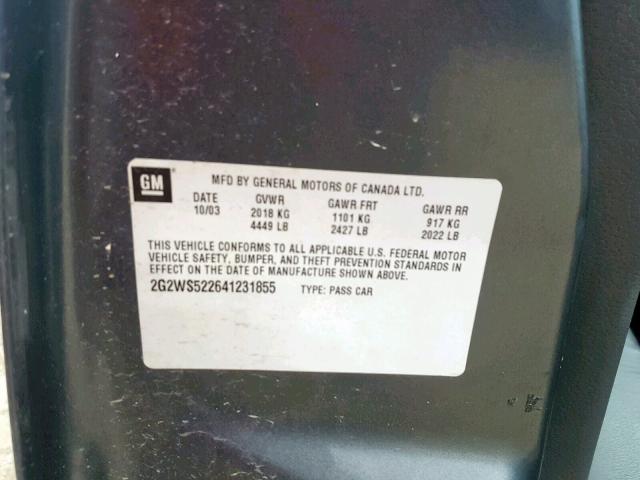 GM
MFD BY GENERAL MOTORS OF CANADA LTD.
DATE GVWR GAWR FRT GAWR RR
10/03 2018 KG 1101 KG 917 KG
4449 LB 2427 LB 2022 LB
THIS VEHICLE CONFORMS TO ALL APPLICABLE U.S. FEDERAL MOTOR
VEHICLE SAFETY, BUMPER, AND THEFT PREVENTION STANDARDS IN
EFFECT ON THE DATE OF MANUFACTURE SHOWN ABOVE.
2G2WS522641231855 TYPE: PASS CAR